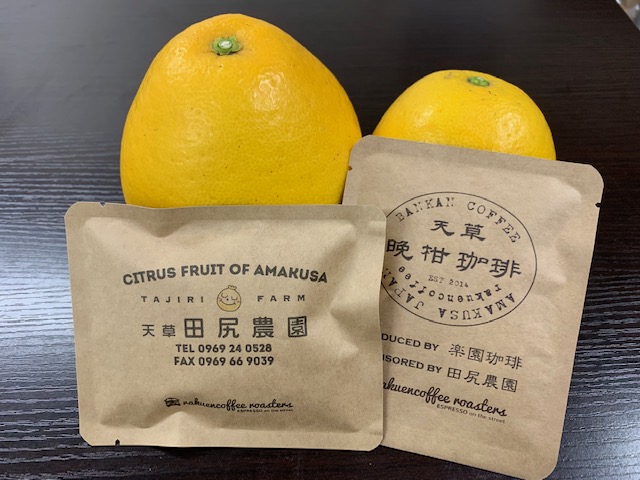 CITRUS FRUIT OF AMAKUSA
TAJIRI FARM
天草 田尻農園
TEL 0969 24 0528
FAX 0969 66 9039
rakuencoffee roasters
ESPRESSO on the street
BANKAN COFFEE
天草
晩柑珈琲
EST 2014
rakuencoffee
AMAKUSA JAPAN
DUCED BY 楽園珈琲
NSORED BY 田尻農園
rakuencoffee roasters
ESPRESSO on the street